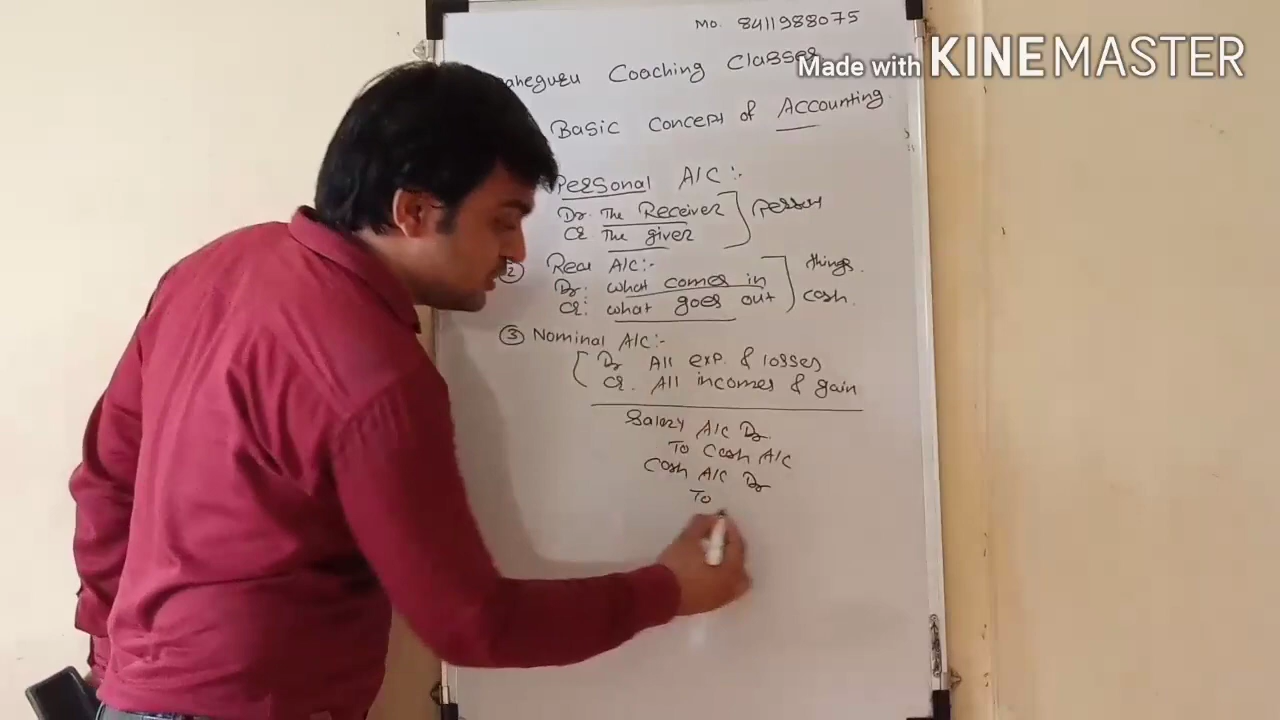 Mo. 8411988075
Coaching Classes
Made with KINEMASTER
Basic Concept of Accounting
Personal A/C :-
Dr. The Receiver
Cr The giver
person
② Real A/C:-
things
Dr: what comes in
Cr: what goes out
cash.
③ Nominal A/C:-
Dr All exp. & losses
Cr. All incomes & gain
Salary A/C Dr.
To Cash A/C
Cash A/C Dr
To